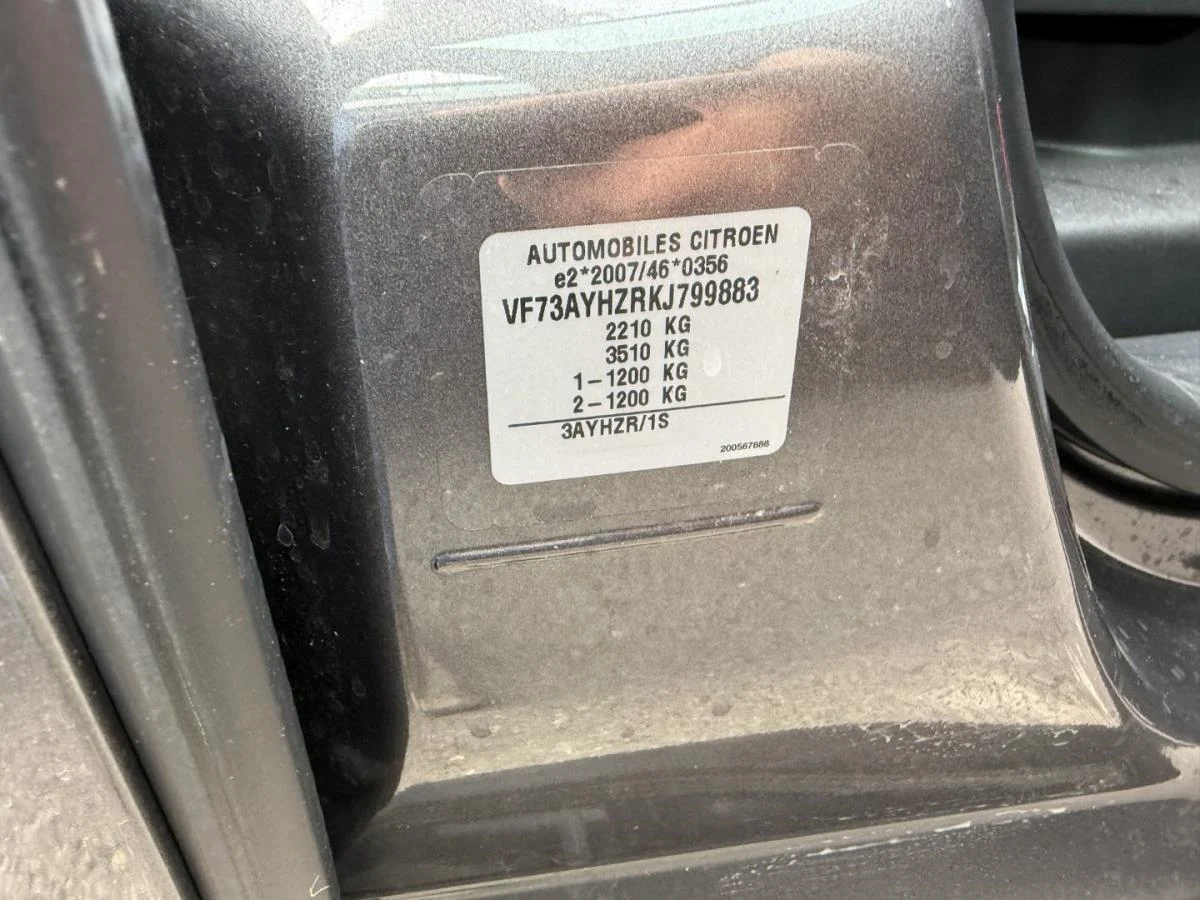 AUTOMOBILES CITROEN
e2*2007/46*0356
VF73AYHZRKJ799883
2210 KG
3510 KG
1-1200 KG
2-1200 KG
3AYHZR/1S
200567888